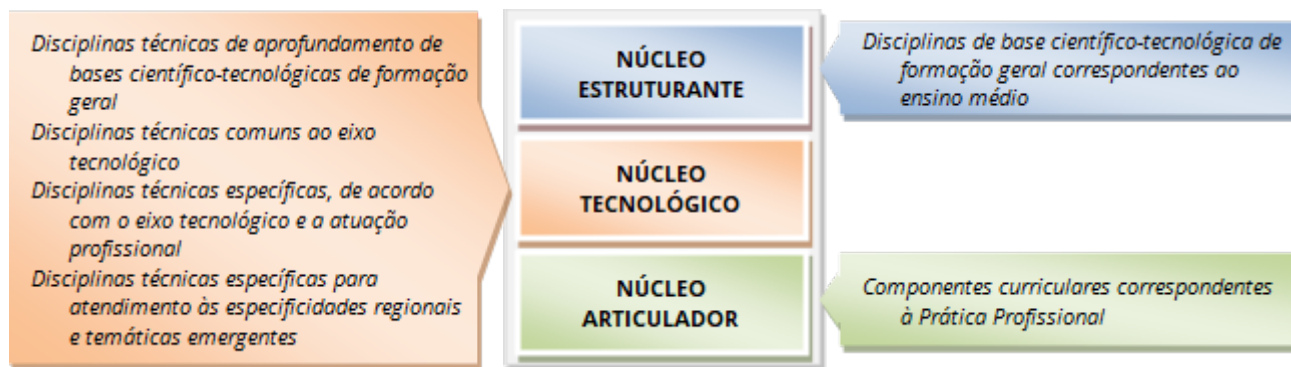 Disciplinas técnicas de aprofundamento de
bases científico-tecnológicas de formação
geral
Disciplinas técnicas comuns ao eixo
tecnológico
Disciplinas técnicas específicas, de acordo
com o eixo tecnológico e a atuação
profissional
Disciplinas técnicas específicas para
atendimento às especificidades regionais
e temáticas emergentes
NÚCLEO
ESTRUTURANTE
NÚCLEO
TECNOLÓGICO
NÚCLEO
ARTICULADOR
Disciplinas de base científico-tecnológica de
formação geral correspondentes ao
ensino médio
Componentes curriculares correspondentes
à Prática Profissional